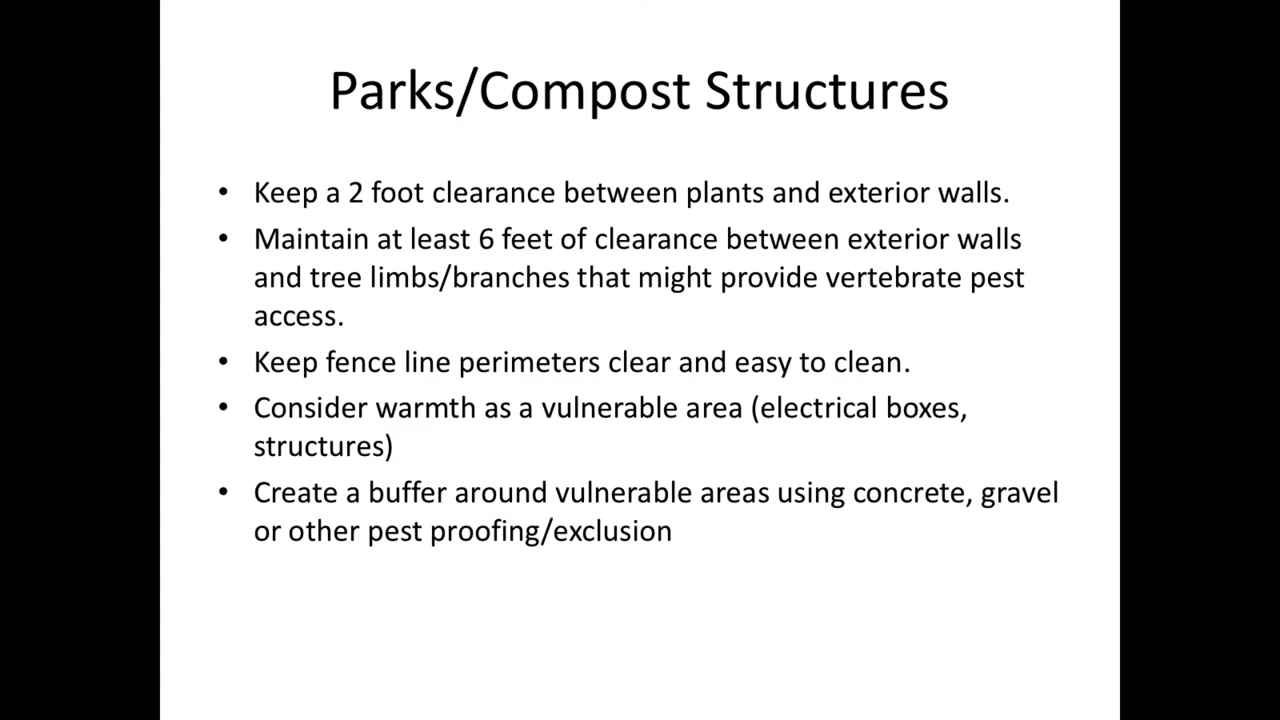 Parks/Compost Structures
• Keep a 2 foot clearance between plants and exterior walls.
• Maintain at least 6 feet of clearance between exterior walls
and tree limbs/branches that might provide vertebrate pest
access.
• Keep fence line perimeters clear and easy to clean.
• Consider warmth as a vulnerable area (electrical boxes,
structures)
• Create a buffer around vulnerable areas using concrete, gravel
or other pest proofing/exclusion